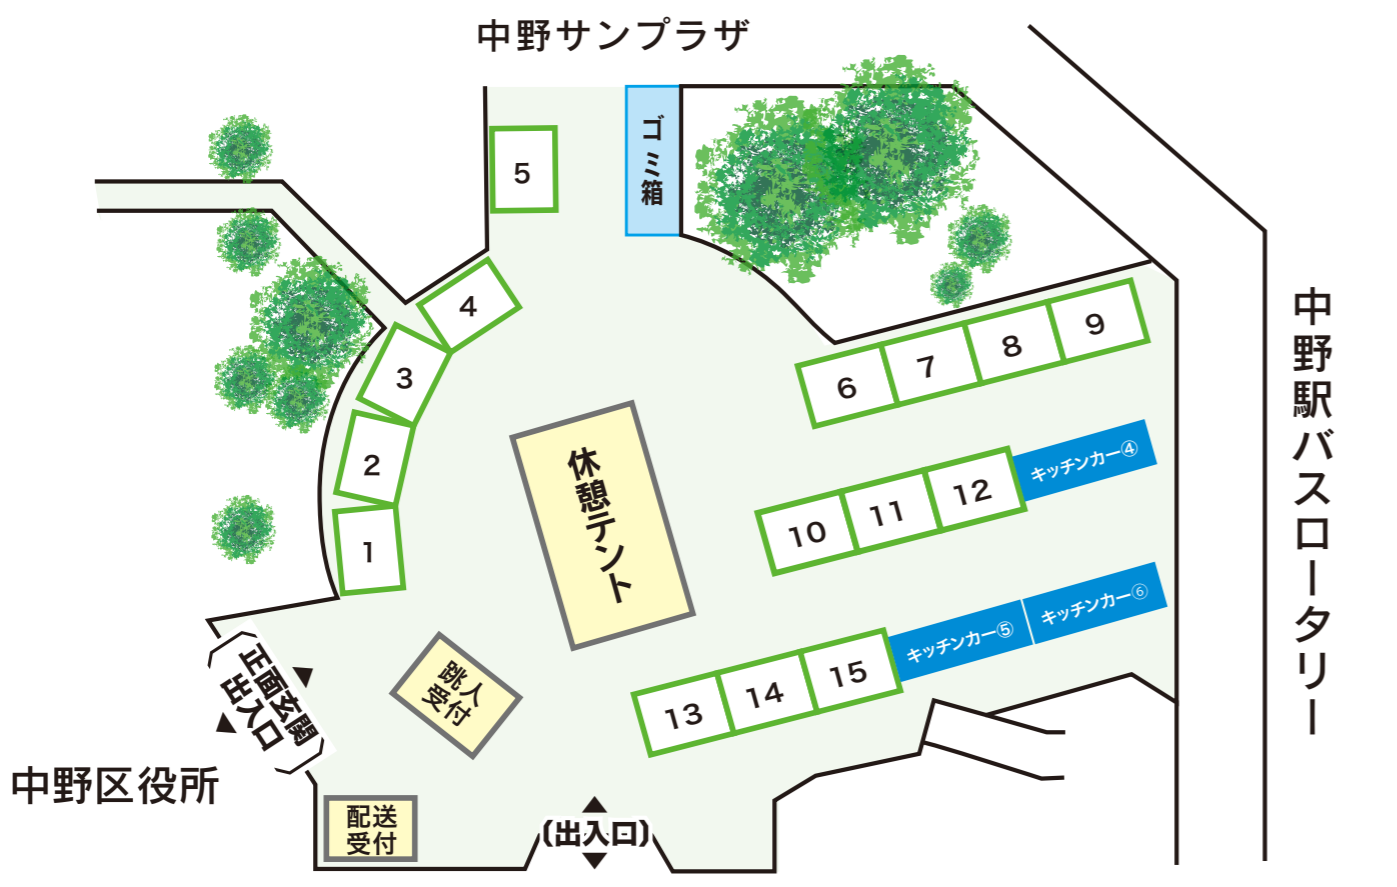 中野サンプラザ
ゴミ箱
5
4
3
2
1
6
7
8
9
休憩テント
10
11
12
キッチンカー④
13
14
15
キッチンカー⑤
キッチンカー⑥
中野駅バスロータリー
正面玄関
出入口
跳人
受付
中野区役所
配送
受付
(出入口)